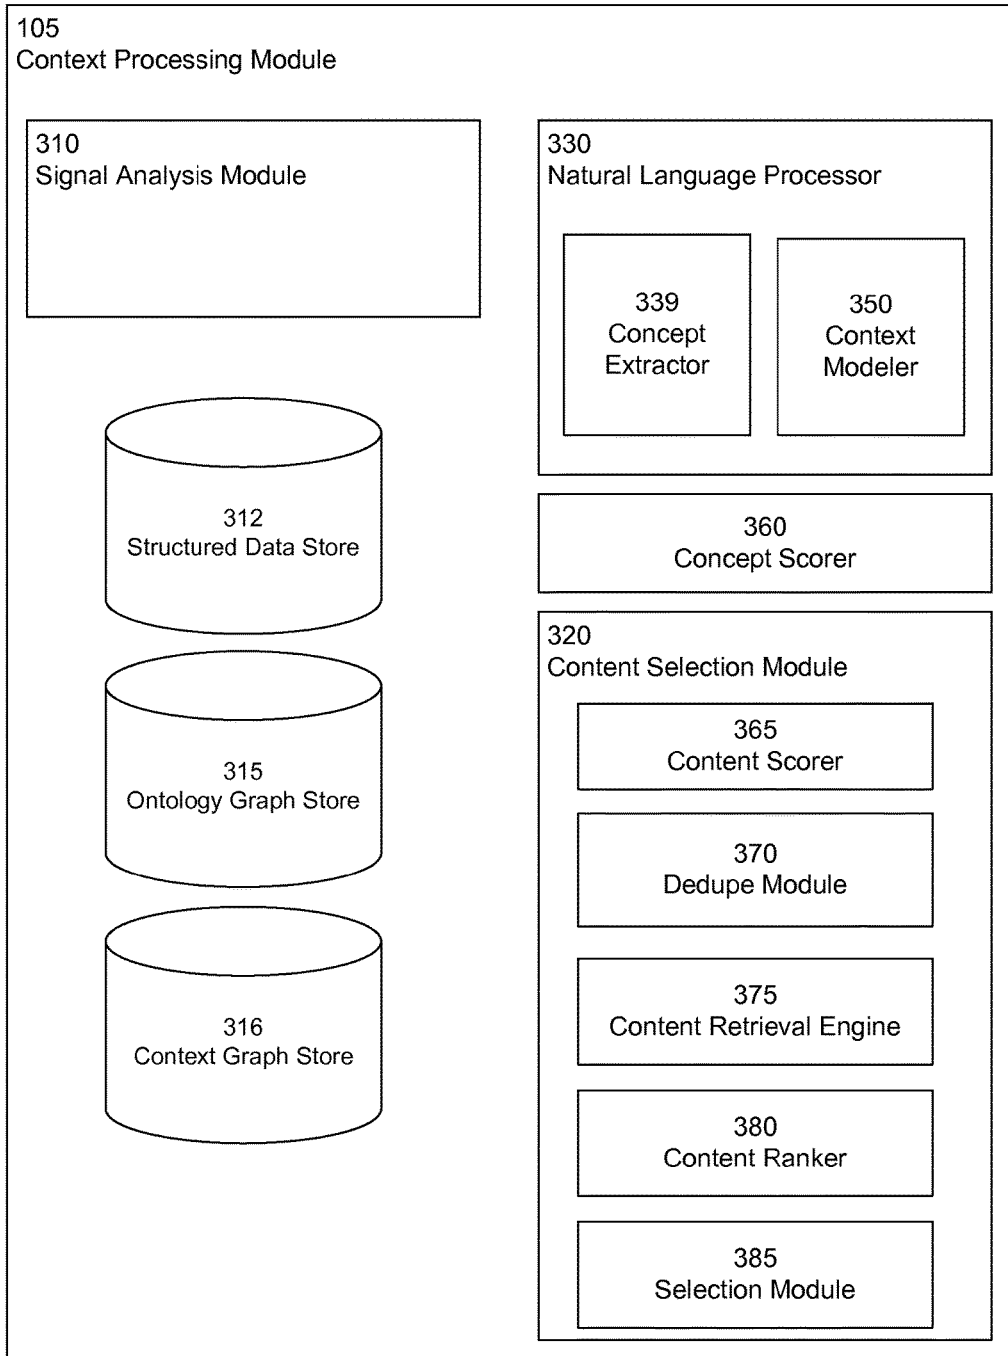 105
Context Processing Module
310
Signal Analysis Module
312
Structured Data Store
315
Ontology Graph Store
316
Context Graph Store
330
Natural Language Processor
339
Concept
Extractor
350
Context
Modeler
360
Concept Scorer
320
Content Selection Module
365
Content Scorer
370
Dedupe Module
375
Content Retrieval Engine
380
Content Ranker
385
Selection Module